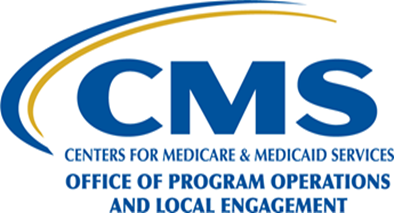 CMS
CENTERS FOR MEDICARE & MEDICAID SERVICES
OFFICE OF PROGRAM OPERATIONS
AND LOCAL ENGAGEMENT